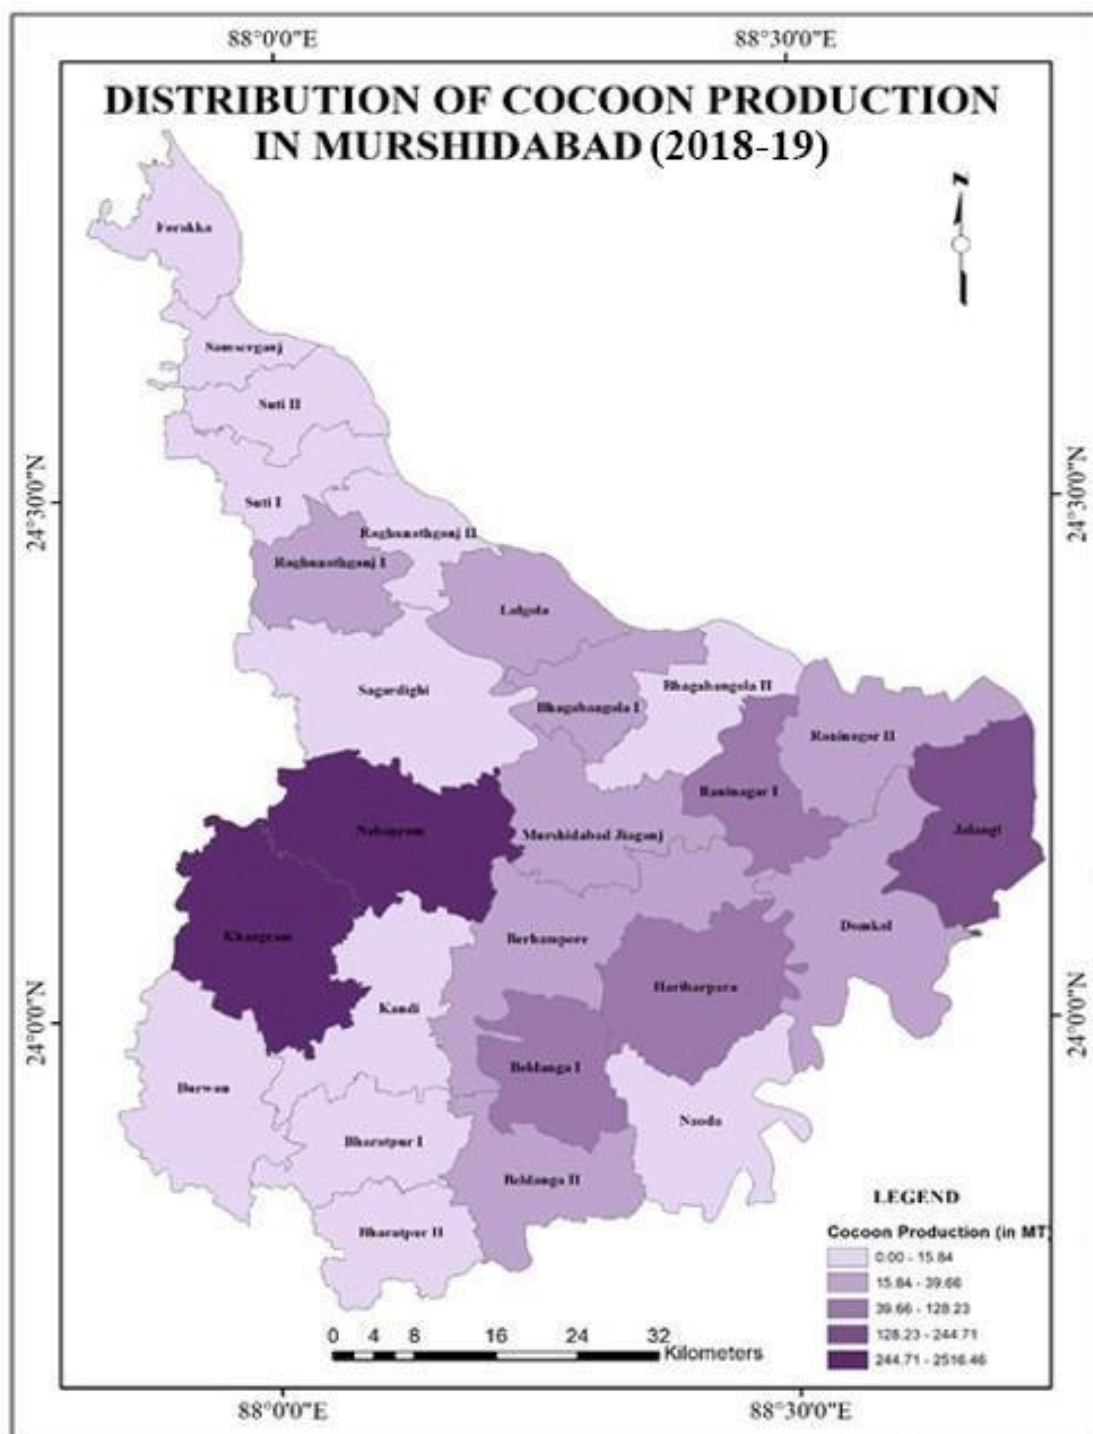 88°0'0"E
88°30'0"E
DISTRIBUTION OF COCOON PRODUCTION
IN MURSHIDABAD (2018-19)
N
Farakka
Samserganj
Suti II
24°30'0"N
24°30'0"N
Suti I
Raghunathganj II
Raghunathganj I
Lalgola
Sagardighi
Bhagabangola II
Bhagabangola I
Raninagar II
Raninagar I
Nabagram
Murshidabad Jiaganj
Jalangi
Khargram
Berhampore
Domkol
Hariharpara
Kandi
24°0'0"N
24°0'0"N
Beldanga I
Burwan
Naoda
Bharatpur I
Beldanga II
Bharatpur II
LEGEND
Cocoon Production (in MT)
0.00 - 15.84
15.84 - 39.66
39.66 - 128.23
128.23 - 244.71
244.71 - 2516.46
0 4 8 16 24 32
Kilometers
88°0'0"E
88°30'0"E